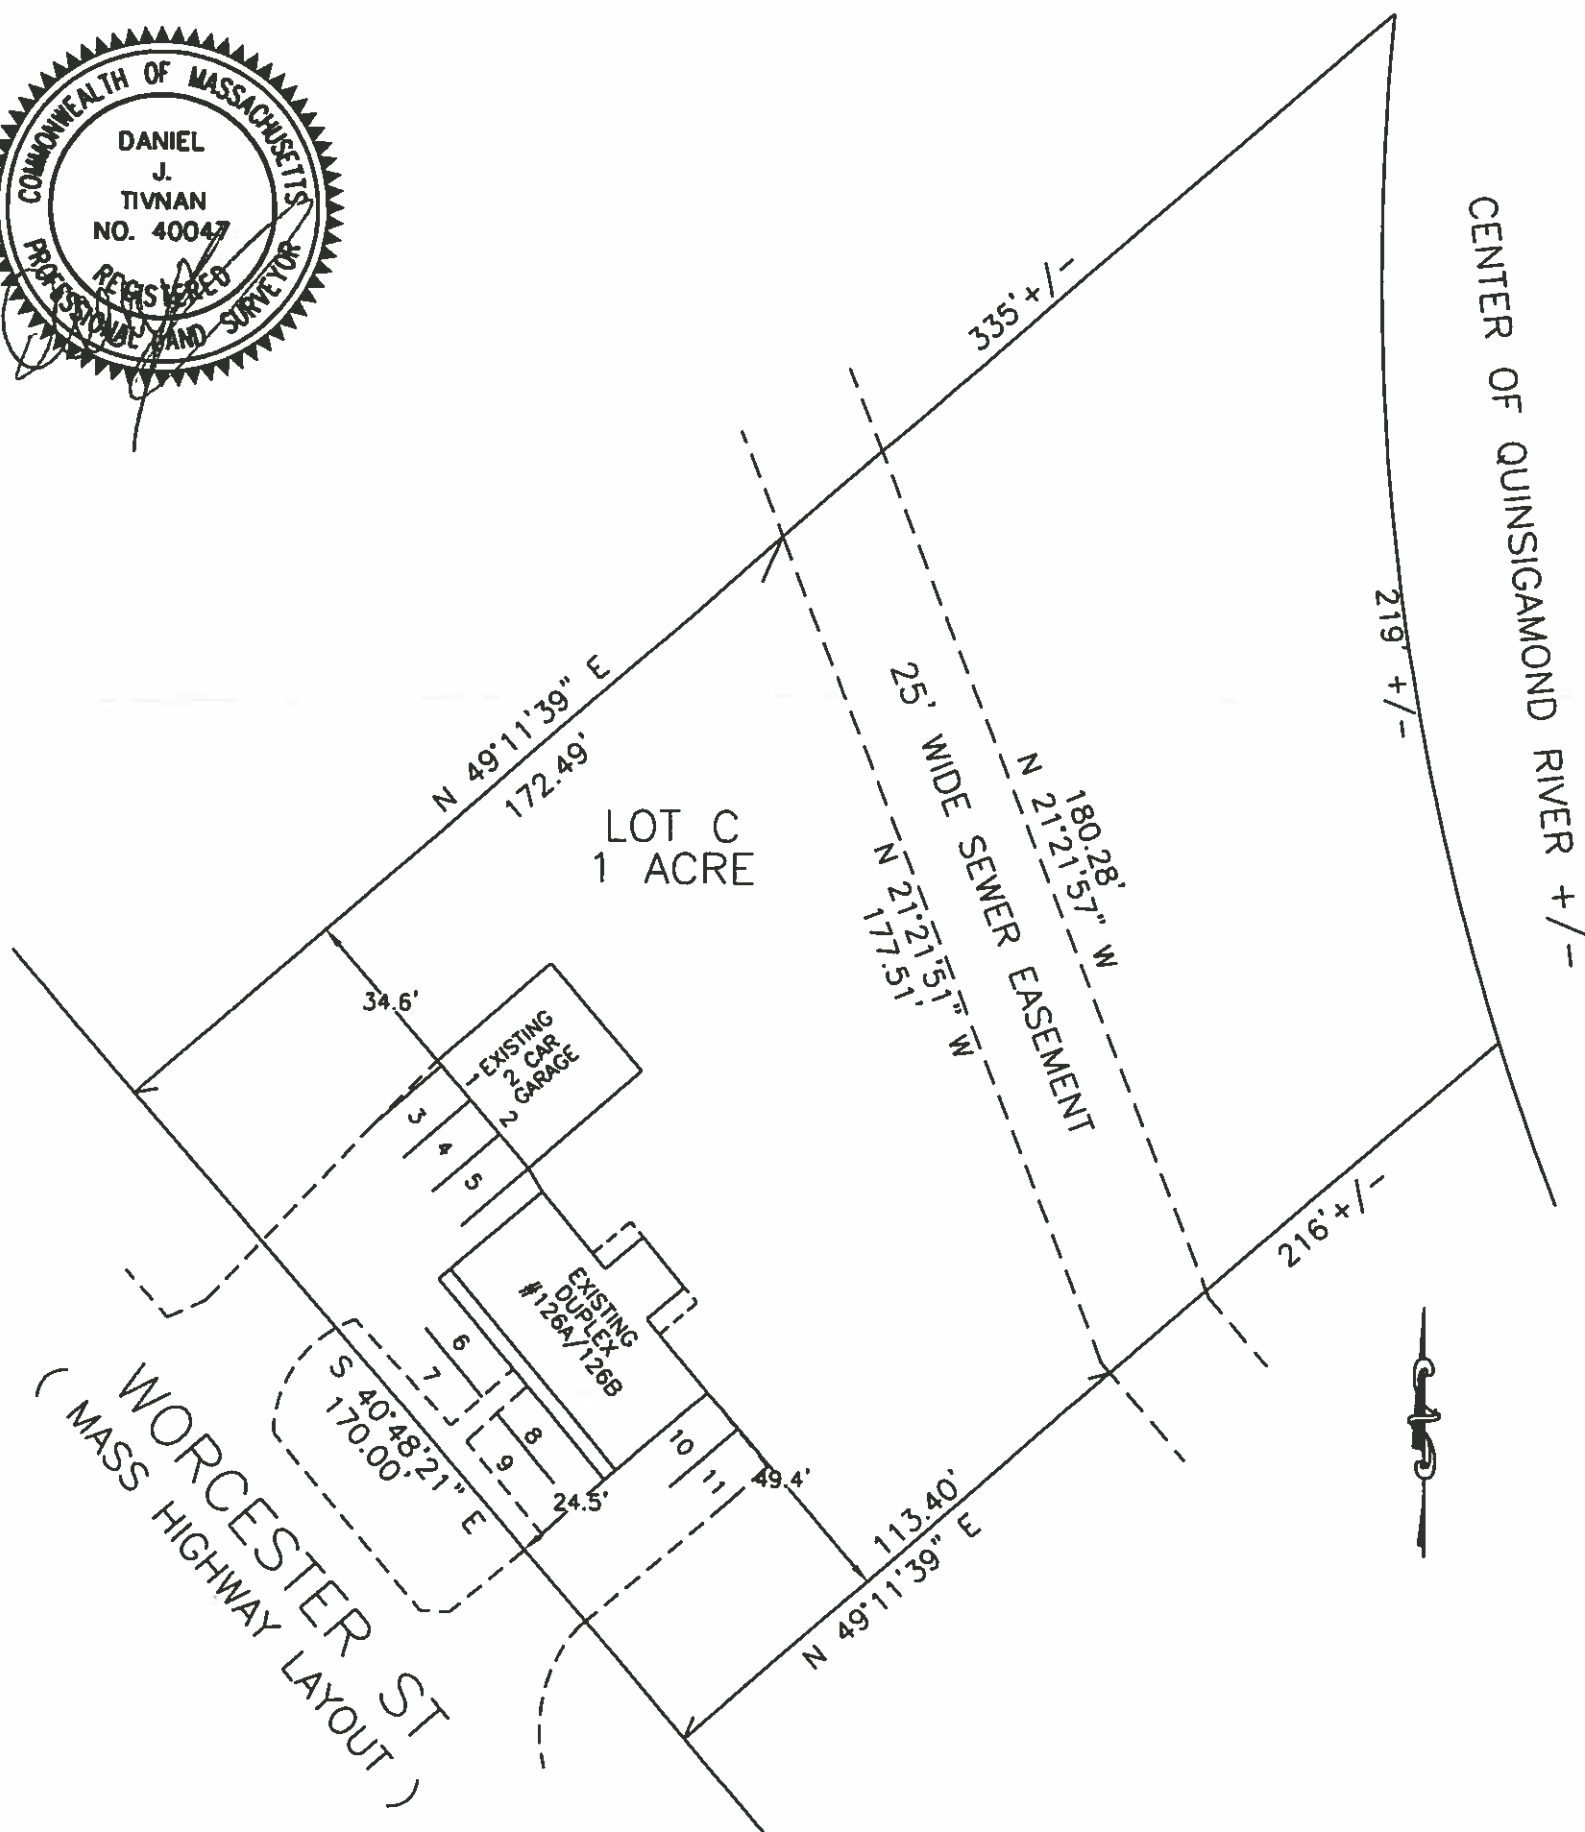 COMMONWEALTH OF MASSACHUSETTS
DANIEL
J.
TIVNAN
NO. 40047
REGISTERED
PROFESSIONAL LAND SURVEYOR
CENTER OF QUINSIGAMOND RIVER +/-
335'+/-
219' +/-
N 49°11'39" E
172.49'
LOT C
1 ACRE
25' WIDE SEWER EASEMENT
180.28'
N 21°21'57" W
N 21°21'51" W
177.51'
34.6'
EXISTING
2 CAR
GARAGE
1
2
3
4
5
EXISTING
DUPLEX
#126A/126B
6
7
8
9
10
11
216'+/-
49.4'
24.5'
113.40'
N 49°11'39" E
S 40°48'21" E
170.00'
WORCESTER ST
( MASS HIGHWAY LAYOUT )